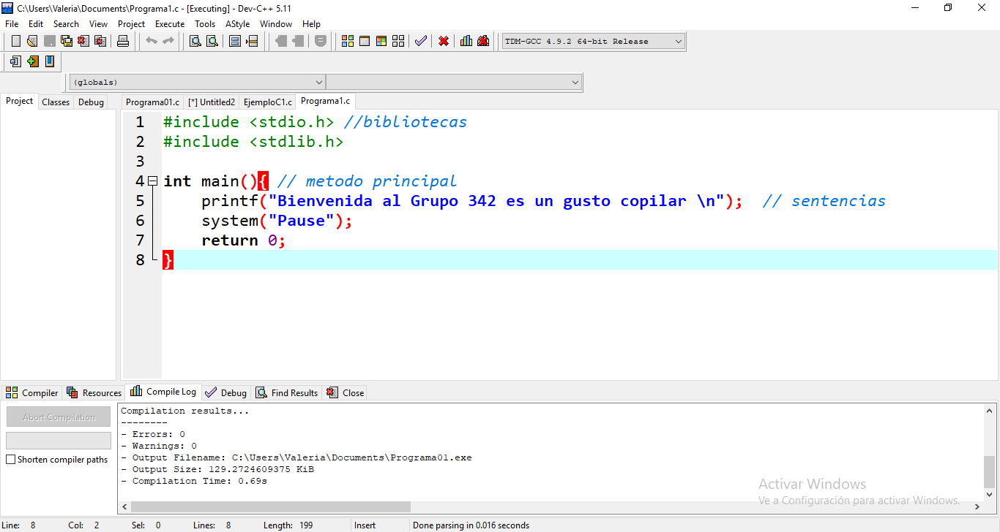 C:\Users\Valeria\Documents\Programa1.c - [Executing] - Dev-C++ 5.11
File Edit Search View Project Execute Tools AStyle Window Help
TDM-GCC 4.9.2 64-bit Release
(globals)
Project Classes Debug
Programa01.c [*] Untitled2 EjemploC1.c Programa1.c
1 #include <stdio.h> //bibliotecas
2 #include <stdlib.h>
3
4 int main(){ // metodo principal
5 printf("Bienvenida al Grupo 342 es un gusto copilar \n"); // sentencias
6 system("Pause");
7 return 0;
8 }
Compiler Resources Compile Log Debug Find Results Close
Abort Compilation
Shorten compiler paths
Compilation results...
--------
- Errors: 0
- Warnings: 0
- Output Filename: C:\Users\Valeria\Documents\Programa01.exe
- Output Size: 129.2724609375 KiB
- Compilation Time: 0.69s
Activar Windows
Ve a Configuración para activar Windows.
Line: 8 Col: 2 Sel: 0 Lines: 8 Length: 199 Insert Done parsing in 0.016 seconds